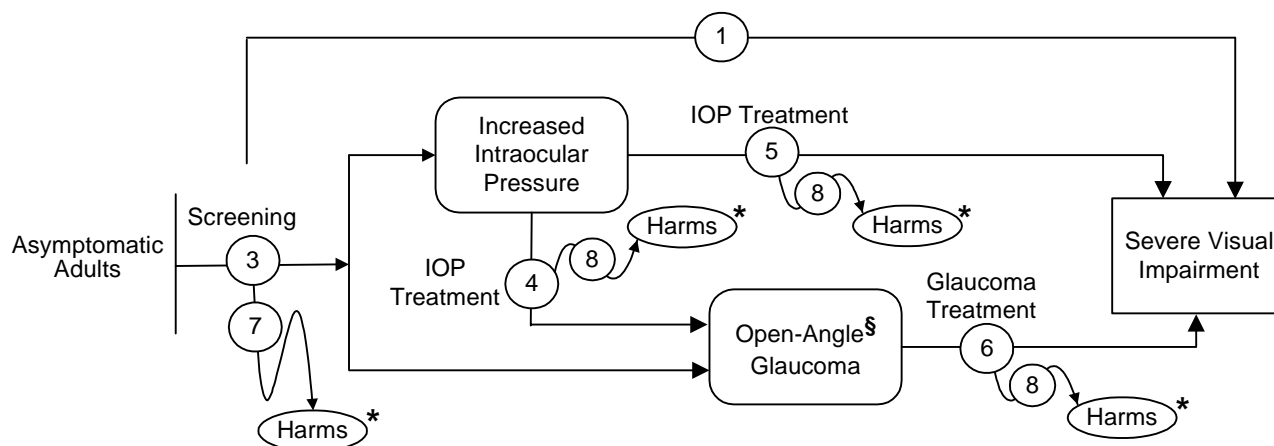 1
IOP Treatment
Increased
Intraocular
Pressure
5
8
Harms*
Screening
Asymptomatic
Adults
3
7
Harms*
IOP
Treatment
4
8
Harms*
Severe Visual
Impairment
Glaucoma
Treatment
Open-Angle§
Glaucoma
6
8
Harms*